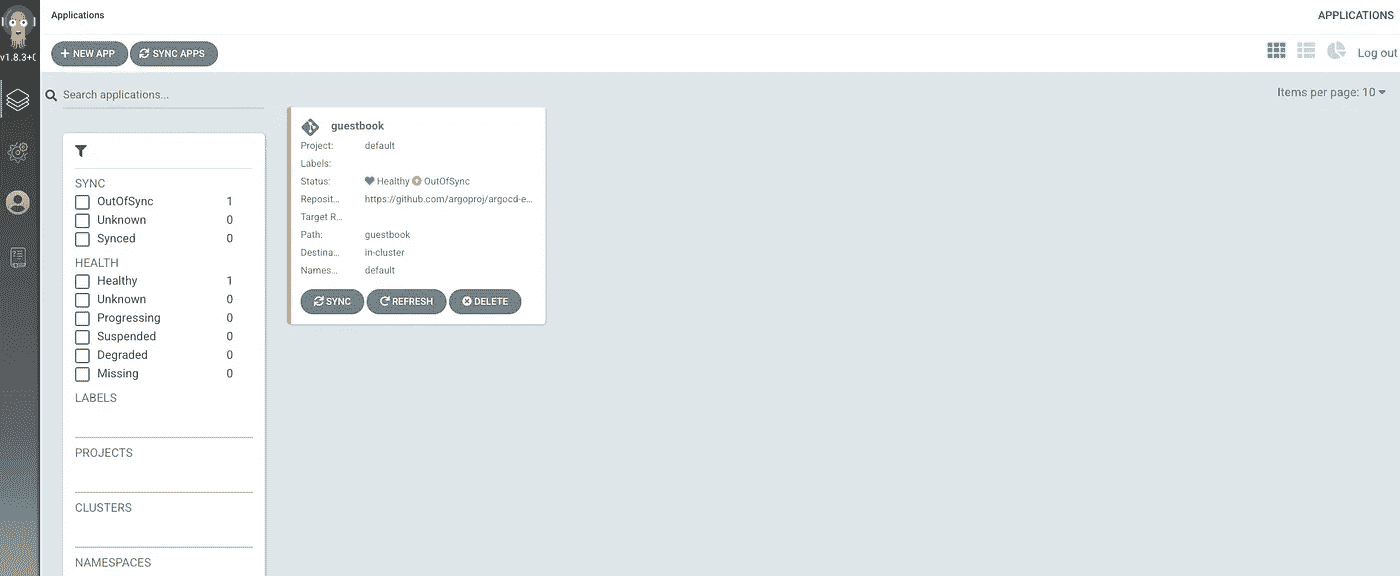 Applications
APPLICATIONS
v1.8.3+(
NEW APP
SYNC APPS
Log out
Search applications...
Items per page: 10
SYNC
OutOfSync 1
Unknown 0
Synced 0
HEALTH
Healthy 1
Unknown 0
Progressing 0
Suspended 0
Degraded 0
Missing 0
LABELS
PROJECTS
CLUSTERS
NAMESPACES
guestbook
Project: default
Labels:
Status: Healthy OutOfSync
Reposit... https://github.com/argoproj/argocd-e...
Target R...
Path: guestbook
Destina... in-cluster
Names... default
SYNC
REFRESH
DELETE